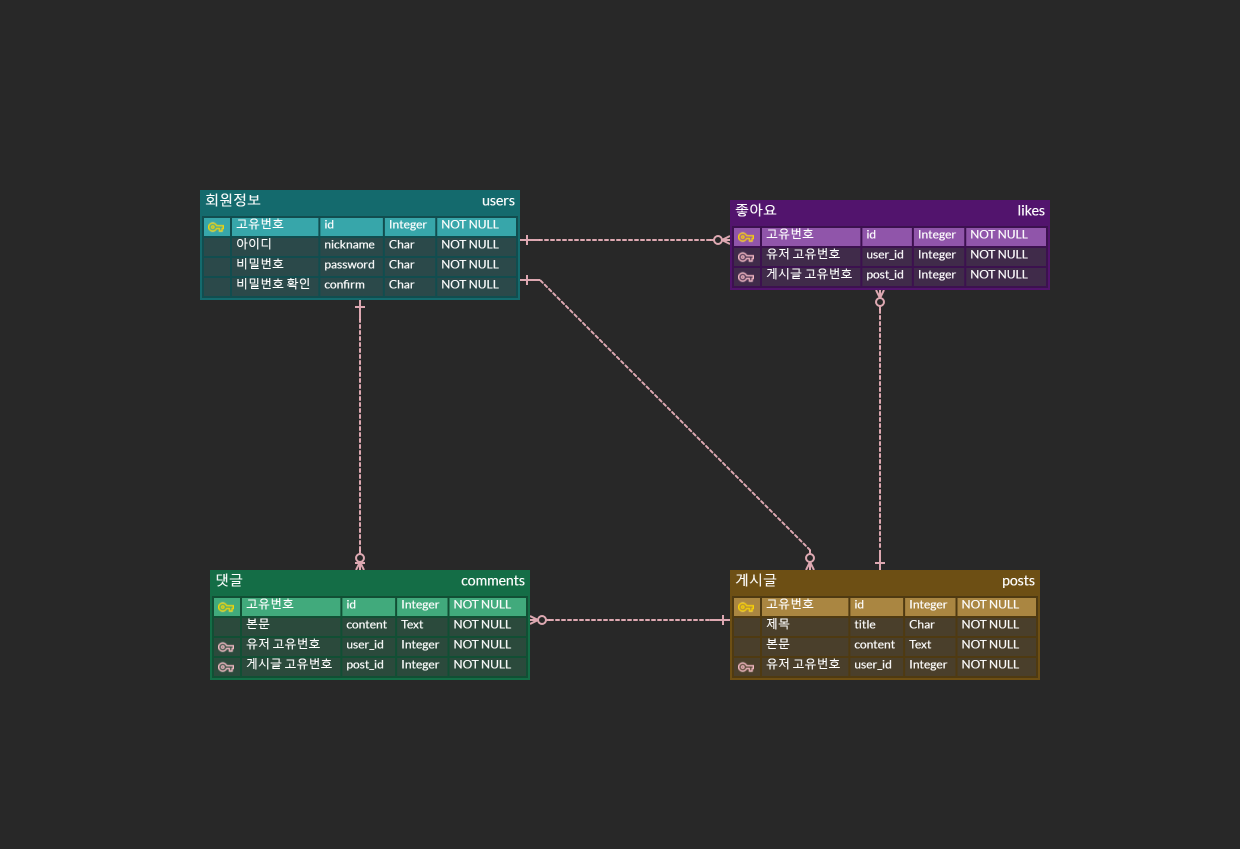 회원정보 users
고유번호 id Integer NOT NULL
아이디 nickname Char NOT NULL
비밀번호 password Char NOT NULL
비밀번호 확인 confirm Char NOT NULL
좋아요 likes
고유번호 id Integer NOT NULL
유저 고유번호 user_id Integer NOT NULL
게시글 고유번호 post_id Integer NOT NULL
댓글 comments
고유번호 id Integer NOT NULL
본문 content Text NOT NULL
유저 고유번호 user_id Integer NOT NULL
게시글 고유번호 post_id Integer NOT NULL
게시글 posts
고유번호 id Integer NOT NULL
제목 title Char NOT NULL
본문 content Text NOT NULL
유저 고유번호 user_id Integer NOT NULL